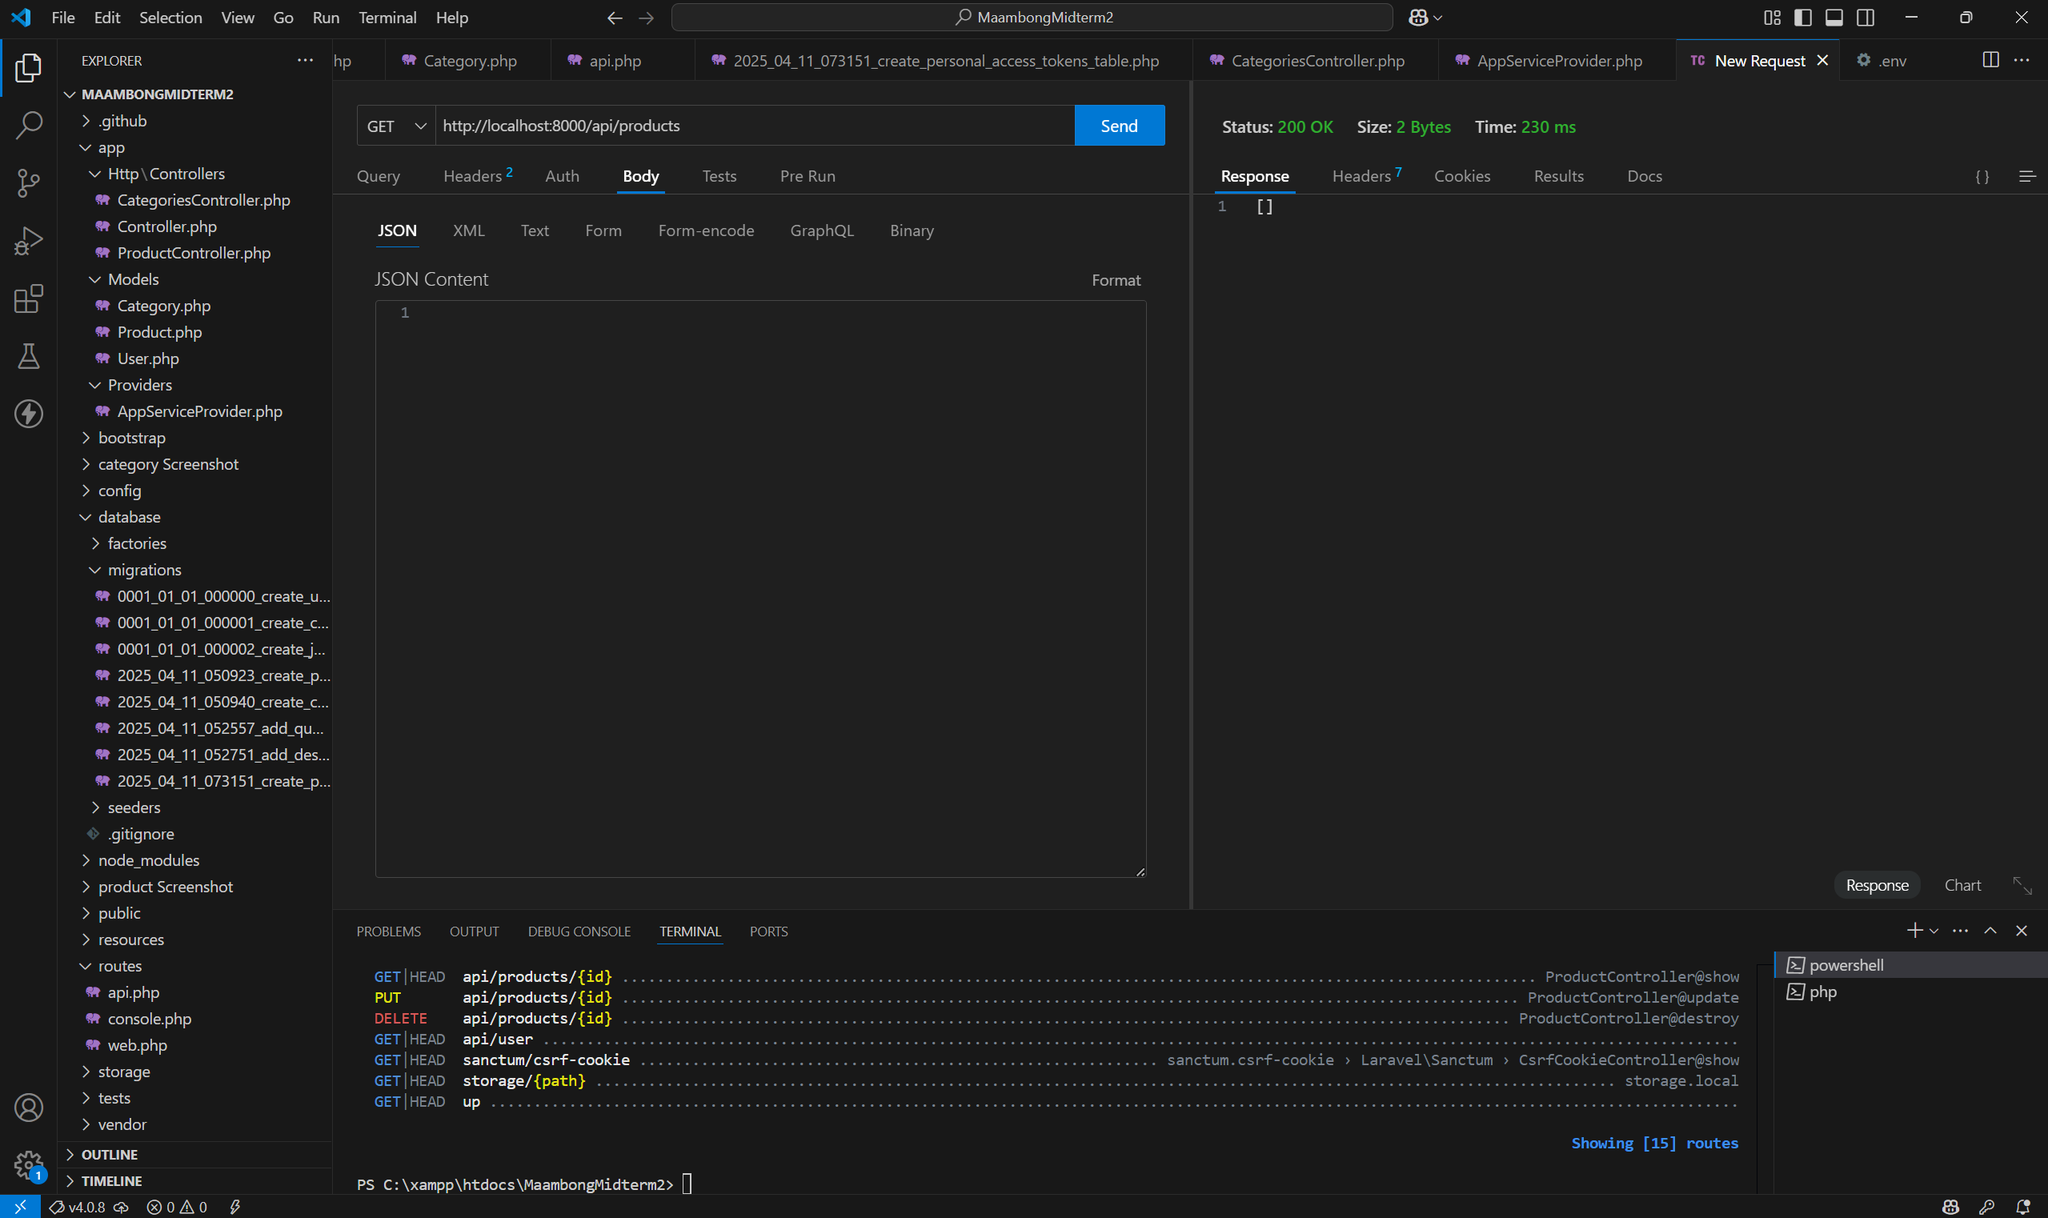 File Edit Selection View Go Run Terminal Help
MaambongMidterm2
EXPLORER
MAAMBONGMIDTERM2
.github
app
Http\Controllers
CategoriesController.php
Controller.php
ProductController.php
Models
Category.php
Product.php
User.php
Providers
AppServiceProvider.php
bootstrap
category Screenshot
config
database
factories
migrations
0001_01_01_000000_create_u...
0001_01_01_000001_create_c...
0001_01_01_000002_create_j...
2025_04_11_050923_create_p...
2025_04_11_050940_create_c...
2025_04_11_052557_add_qu...
2025_04_11_052751_add_des...
2025_04_11_073151_create_p...
seeders
.gitignore
node_modules
product Screenshot
public
resources
routes
api.php
console.php
web.php
storage
tests
vendor
OUTLINE
TIMELINE
hp Category.php api.php 2025_04_11_073151_create_personal_access_tokens_table.php CategoriesController.php AppServiceProvider.php TC New Request .env
GET http://localhost:8000/api/products Send
Query Headers 2 Auth Body Tests Pre Run
JSON XML Text Form Form-encode GraphQL Binary
JSON Content Format
1
Status: 200 OK Size: 2 Bytes Time: 230 ms
Response Headers 7 Cookies Results Docs { }
1 []
Response Chart
PROBLEMS OUTPUT DEBUG CONSOLE TERMINAL PORTS
GET|HEAD api/products/{id} ........ ProductController@show
PUT api/products/{id} ........ ProductController@update
DELETE api/products/{id} ........ ProductController@destroy
GET|HEAD api/user ........
GET|HEAD sanctum/csrf-cookie ........ sanctum.csrf-cookie › Laravel\Sanctum › CsrfCookieController@show
GET|HEAD storage/{path} ........ storage.local
GET|HEAD up ........
Showing [15] routes
PS C:\xampp\htdocs\MaambongMidterm2>
powershell
php
1
v4.0.8 0 0